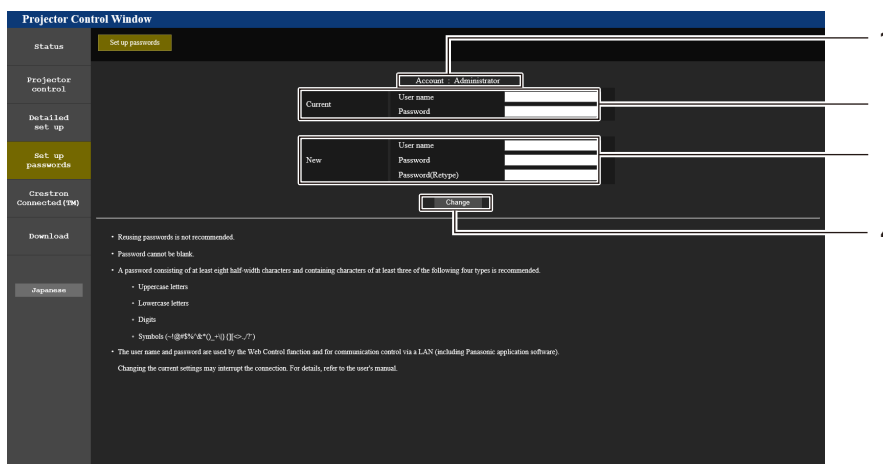 Projector Control Window
Status
Set up passwords
Projector
control
Account : Administrator
Current
User name
Password
Detailed
set up
Set up
passwords
New
User name
Password
Password(Retype)
Crestron
Connected(TM)
Change
Download
• Reusing passwords is not recommended.
• Password cannot be blank.
• A password consisting of at least eight half-width characters and containing characters of at least three of the following four types is recommended.
• Uppercase letters
• Lowercase letters
• Digits
Japanese
• Symbols (~!@#$%^&*()_+\|}{][<>.,/?`)
• The user name and password are used by the Web Control function and for communication control via a LAN (including Panasonic application software).
Changing the current settings may interrupt the connection. For details, refer to the user's manual.